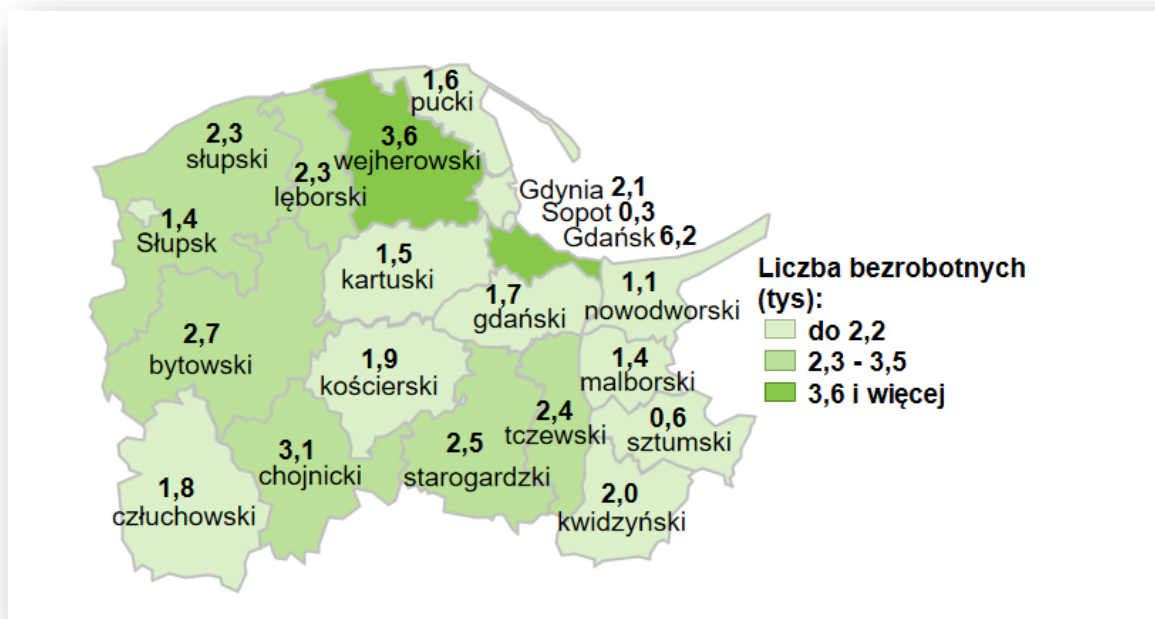 1,6
pucki
2,3
słupski
3,6
wejherowski
2,3
lęborski
Gdynia 2,1
Sopot 0,3
Gdańsk 6,2
1,4
Słupsk
1,5
kartuski
1,7
gdański
1,1
nowodworski
2,7
bytowski
1,9
kościerski
1,4
malborski
2,4
tczewski
0,6
sztumski
3,1
chojnicki
2,5
starogardzki
1,8
człuchowski
2,0
kwidzyński
Liczba bezrobotnych
(tys):
do 2,2
2,3 - 3,5
3,6 i więcej